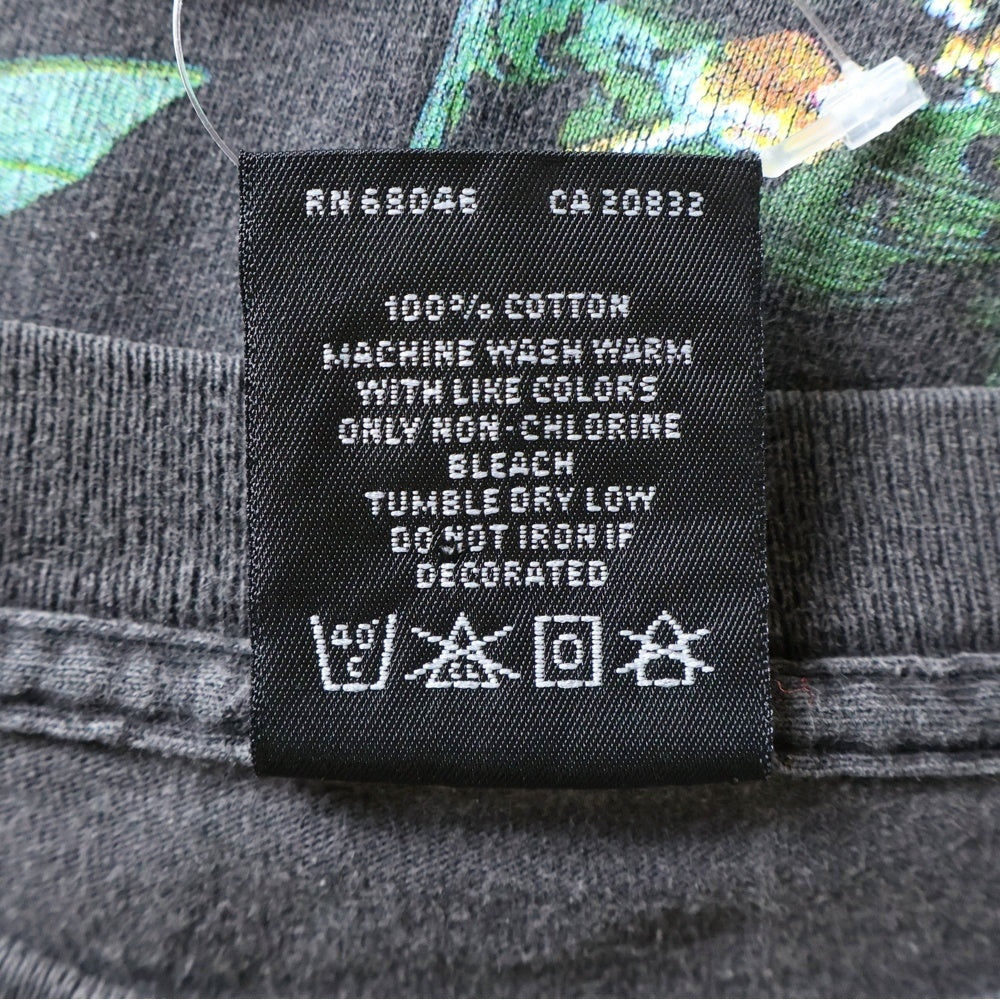 RN 68046 CA 20832
100% COTTON
MACHINE WASH WARM
WITH LIKE COLORS
ONLY NON-CHLORINE
BLEACH
TUMBLE DRY LOW
DO NOT IRON IF
DECORATED
40
C